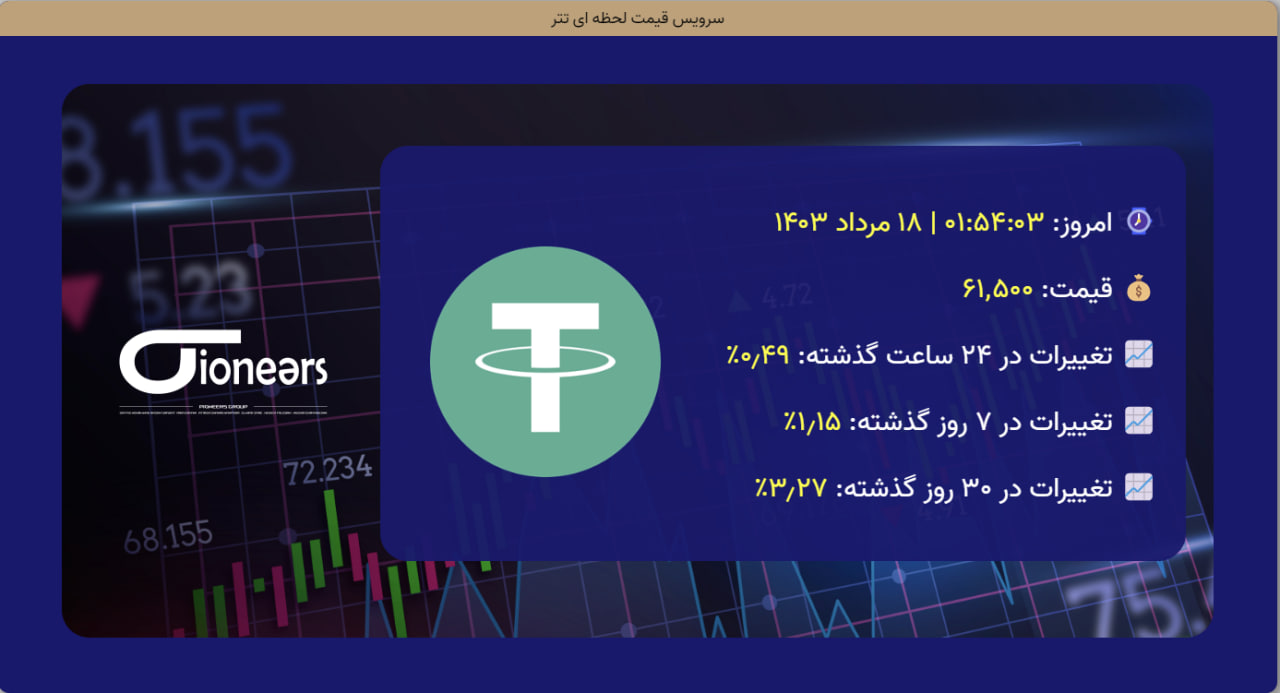 سرویس قیمت لحظه ای تتر
امروز: ۰۱:۵۴:۰۳ | ۱۸ مرداد ۱۴۰۳
قیمت: ۶۱,۵۰۰
تغییرات در ۲۴ ساعت گذشته: ۰٫۴۹٪
تغییرات در ۷ روز گذشته: ۱٫۱۵٪
تغییرات در ۳۰ روز گذشته: ۳٫۲۷٪
ionears
PIONEERS GROUP
8.155
5.23
4.72
72.234
68.155
75.